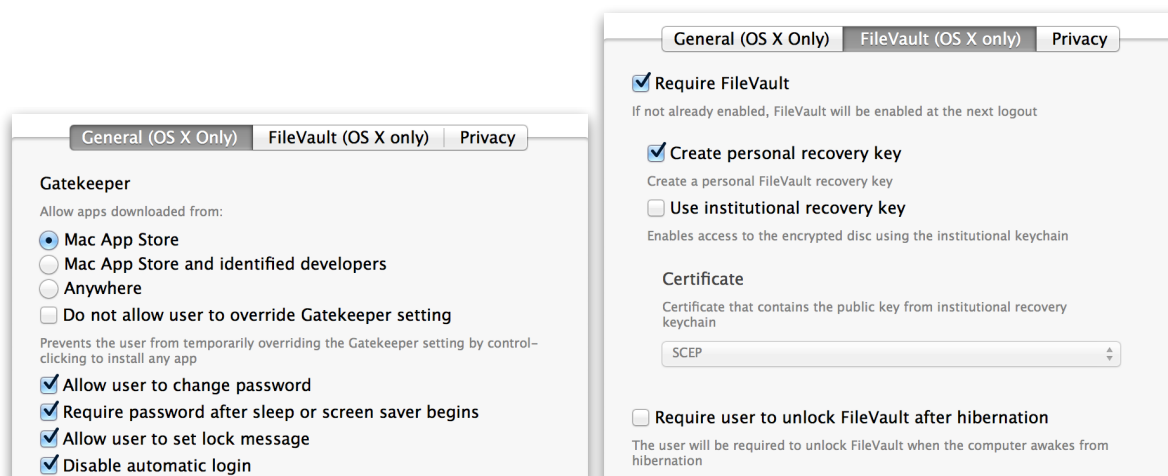 General (OS X Only) FileVault (OS X only) Privacy
Gatekeeper
Allow apps downloaded from:
Mac App Store
Mac App Store and identified developers
Anywhere
Do not allow user to override Gatekeeper setting
Prevents the user from temporarily overriding the Gatekeeper setting by control-
clicking to install any app
Allow user to change password
Require password after sleep or screen saver begins
Allow user to set lock message
Disable automatic login
General (OS X Only) FileVault (OS X only) Privacy
Require FileVault
If not already enabled, FileVault will be enabled at the next logout
Create personal recovery key
Create a personal FileVault recovery key
Use institutional recovery key
Enables access to the encrypted disc using the institutional keychain
Certificate
Certificate that contains the public key from institutional recovery
keychain
SCEP
Require user to unlock FileVault after hibernation
The user will be required to unlock FileVault when the computer awakes from
hibernation